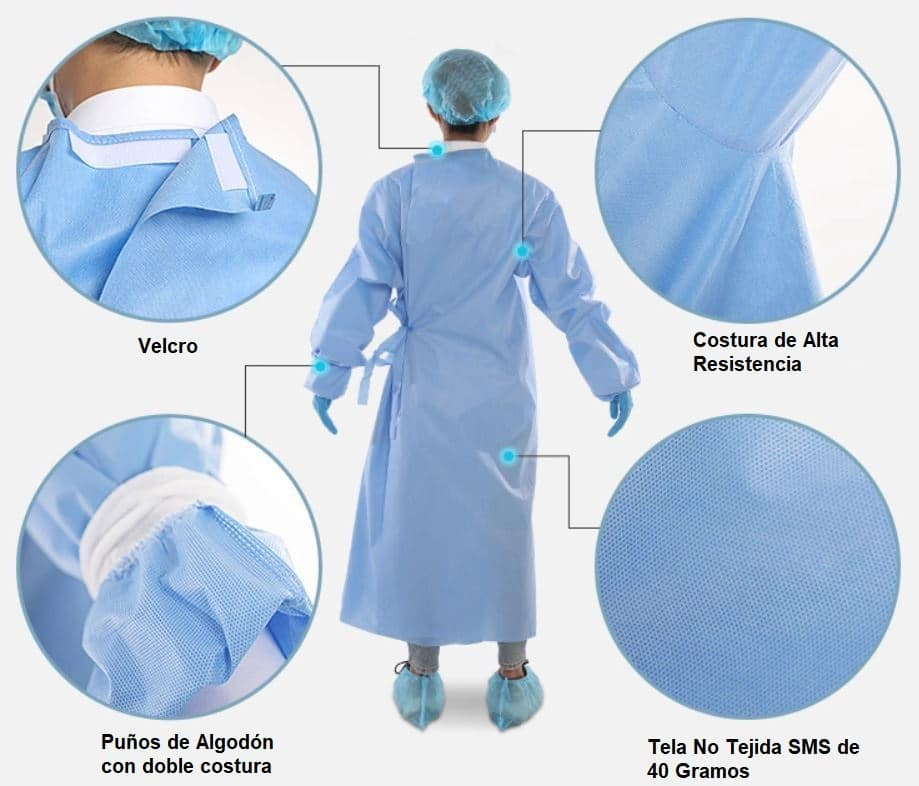 Velcro
Costura de Alta
Resistencia
Puños de Algodón
con doble costura
Tela No Tejida SMS de
40 Gramos